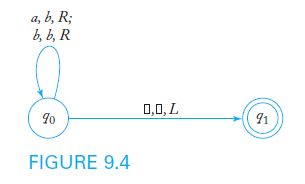 a, b, R;
b, b, R
q₀
▯,▯, L
q₁
FIGURE 9.4